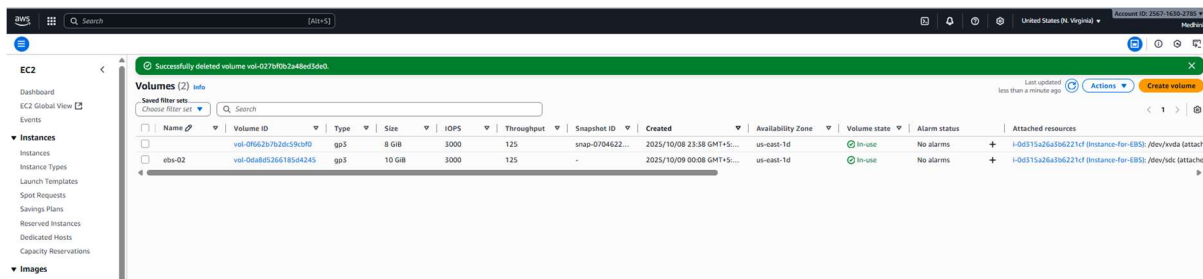 aws
Search [Alt+S] United States (N. Virginia) Account ID: 2567-1630-2785
Medhini
EC2
Dashboard
EC2 Global View
Events
Instances
Instances
Instance Types
Launch Templates
Spot Requests
Savings Plans
Reserved Instances
Dedicated Hosts
Capacity Reservations
Images
Successfully deleted volume vol-027bf0b2a48ed3de0.
Volumes (2) Info
Last updated
less than a minute ago
Actions
Create volume
Saved filter sets
Choose filter set
Search
1
Name Volume ID Type Size IOPS Throughput Snapshot ID Created Availability Zone Volume state Alarm status Attached resources
vol-0f662b7b2dc59cbf0 gp3 8 GiB 3000 125 snap-0704622... 2025/10/08 23:38 GMT+5:... us-east-1d In-use No alarms + i-0d315a26a3b6221cf (Instance-for-EBS): /dev/xvda (attach
ebs-02 vol-0da8d5266185d4245 gp3 10 GiB 3000 125 - 2025/10/09 00:08 GMT+5:... us-east-1d In-use No alarms + i-0d315a26a3b6221cf (Instance-for-EBS): /dev/sdc (attache